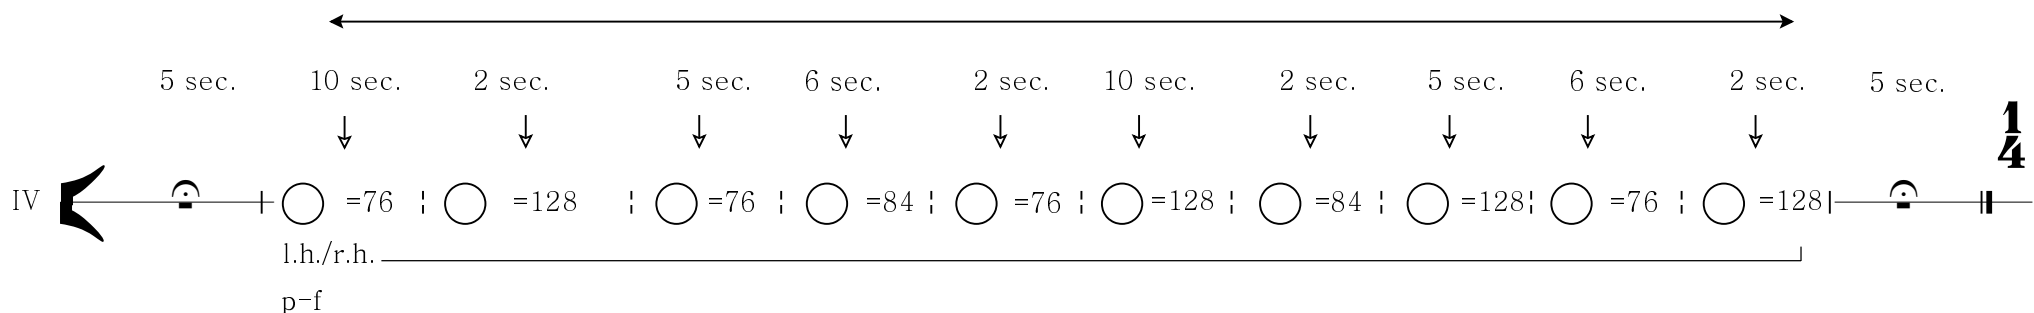 5 sec. 10 sec. 2 sec. 5 sec. 6 sec. 2 sec. 10 sec. 2 sec. 5 sec. 6 sec. 2 sec. 5 sec.
1
4
IV =76 =128 =76 =84 =76 =128 =84 =128 =76 =128
l.h./r.h.
p-f